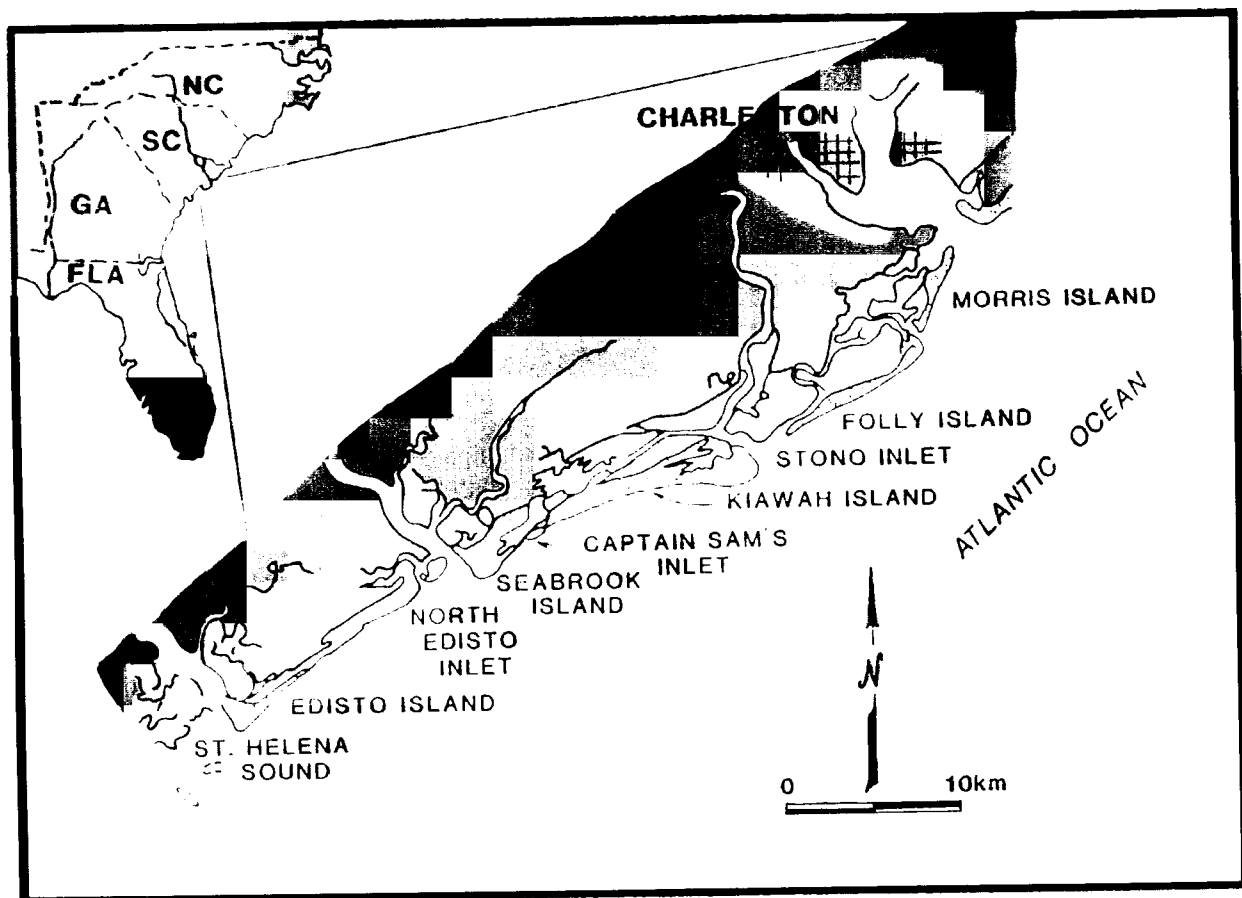 NC
SC
GA
FLA
CHARLESTON
MORRIS ISLAND
FOLLY ISLAND
STONO INLET
KIAWAH ISLAND
CAPTAIN SAM'S
INLET
SEABROOK
ISLAND
NORTH
EDISTO
INLET
EDISTO ISLAND
ST. HELENA
SOUND
ATLANTIC OCEAN
N
0 10km